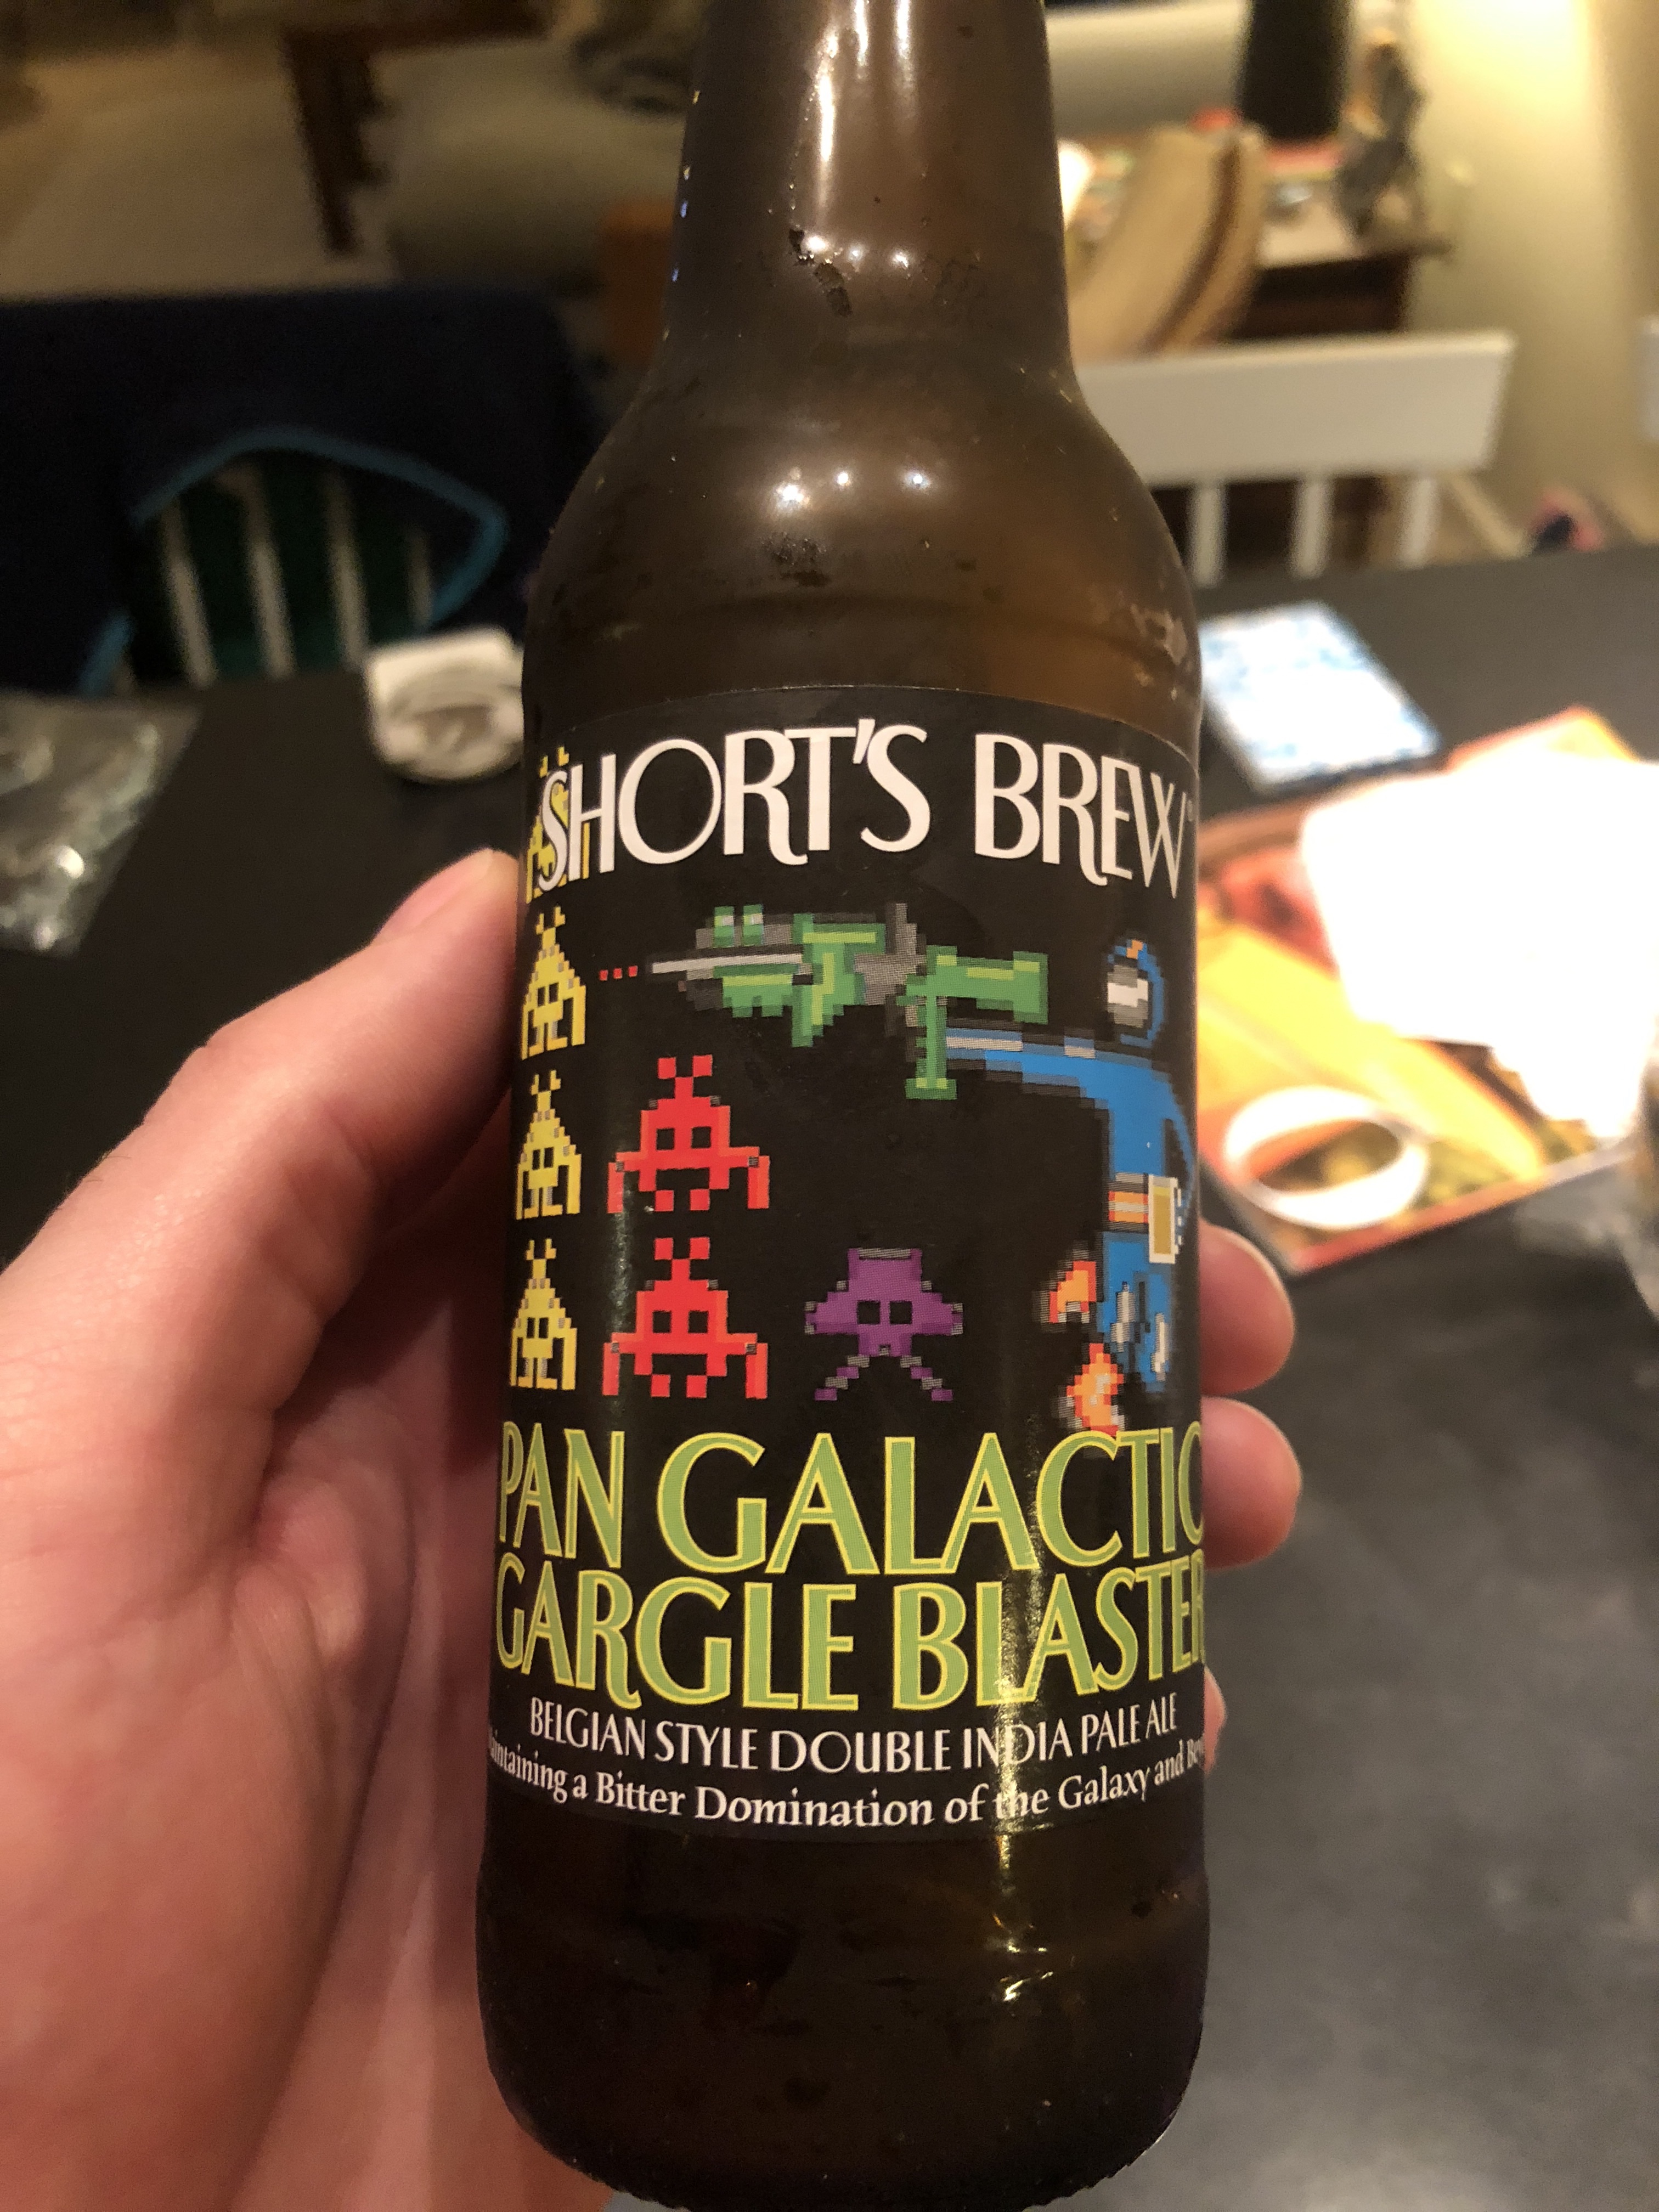 SHORT'S BREW
PAN GALACTIC
GARGLE BLASTER
BELGIAN STYLE DOUBLE INDIA PALE ALE
a Bitter Domination of the Galaxy and